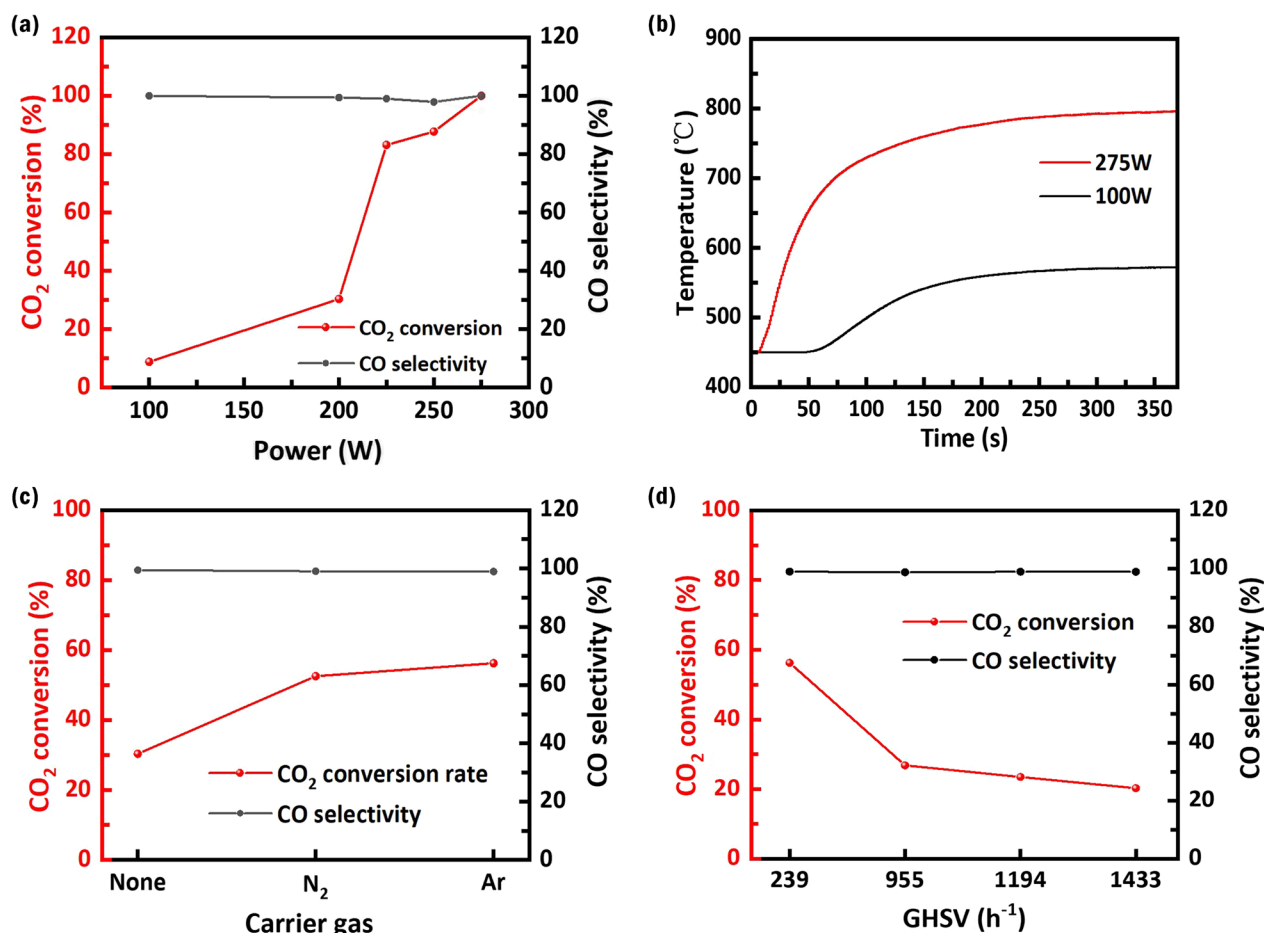 (a)
120
100
80
60
40
20
0
CO₂ conversion (%)
120
100
80
60
40
20
0
CO selectivity (%)
CO₂ conversion
CO selectivity
100 150 200 250 300
Power (W)
(b)
900
800
700
600
500
400
Temperature (℃)
275W
100W
0 50 100 150 200 250 300 350
Time (s)
(c)
100
80
60
40
20
0
CO₂ conversion (%)
120
100
80
60
40
20
0
CO selectivity (%)
CO₂ conversion rate
CO selectivity
None N₂ Ar
Carrier gas
(d)
100
80
60
40
20
0
CO₂ conversion (%)
120
100
80
60
40
20
0
CO selectivity (%)
CO₂ conversion
CO selectivity
239 955 1194 1433
GHSV (h⁻¹)